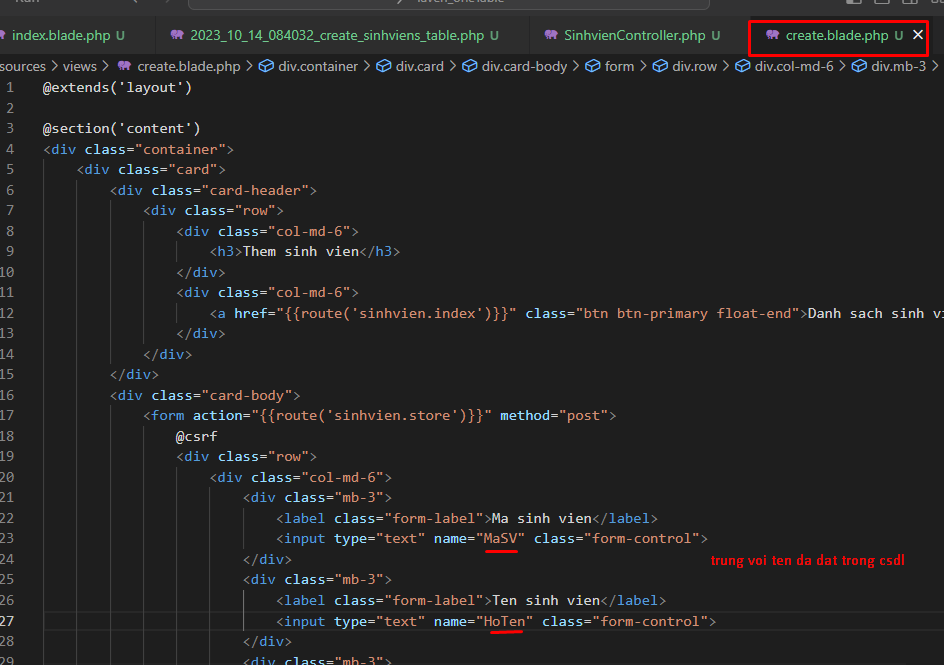 index.blade.php U 2023_10_14_084032_create_sinhviens_table.php U SinhvienController.php U create.blade.php U
sources > views > create.blade.php > div.container > div.card > div.card-body > form > div.row > div.col-md-6 > div.mb-3 >
1 @extends('layout')
2
3 @section('content')
4 <div class="container">
5 <div class="card">
6 <div class="card-header">
7 <div class="row">
8 <div class="col-md-6">
9 <h3>Them sinh vien</h3>
10 </div>
11 <div class="col-md-6">
12 <a href="{{route('sinhvien.index')}}" class="btn btn-primary float-end">Danh sach sinh vi
13 </div>
14 </div>
15 </div>
16 <div class="card-body">
17 <form action="{{route('sinhvien.store')}}" method="post">
18 @csrf
19 <div class="row">
20 <div class="col-md-6">
21 <div class="mb-3">
22 <label class="form-label">Ma sinh vien</label>
23 <input type="text" name="MaSV" class="form-control">
trung voi ten da dat trong csdl
24 </div>
25 <div class="mb-3">
26 <label class="form-label">Ten sinh vien</label>
27 <input type="text" name="HoTen" class="form-control">
28 </div>
29 <div class="mb-3">